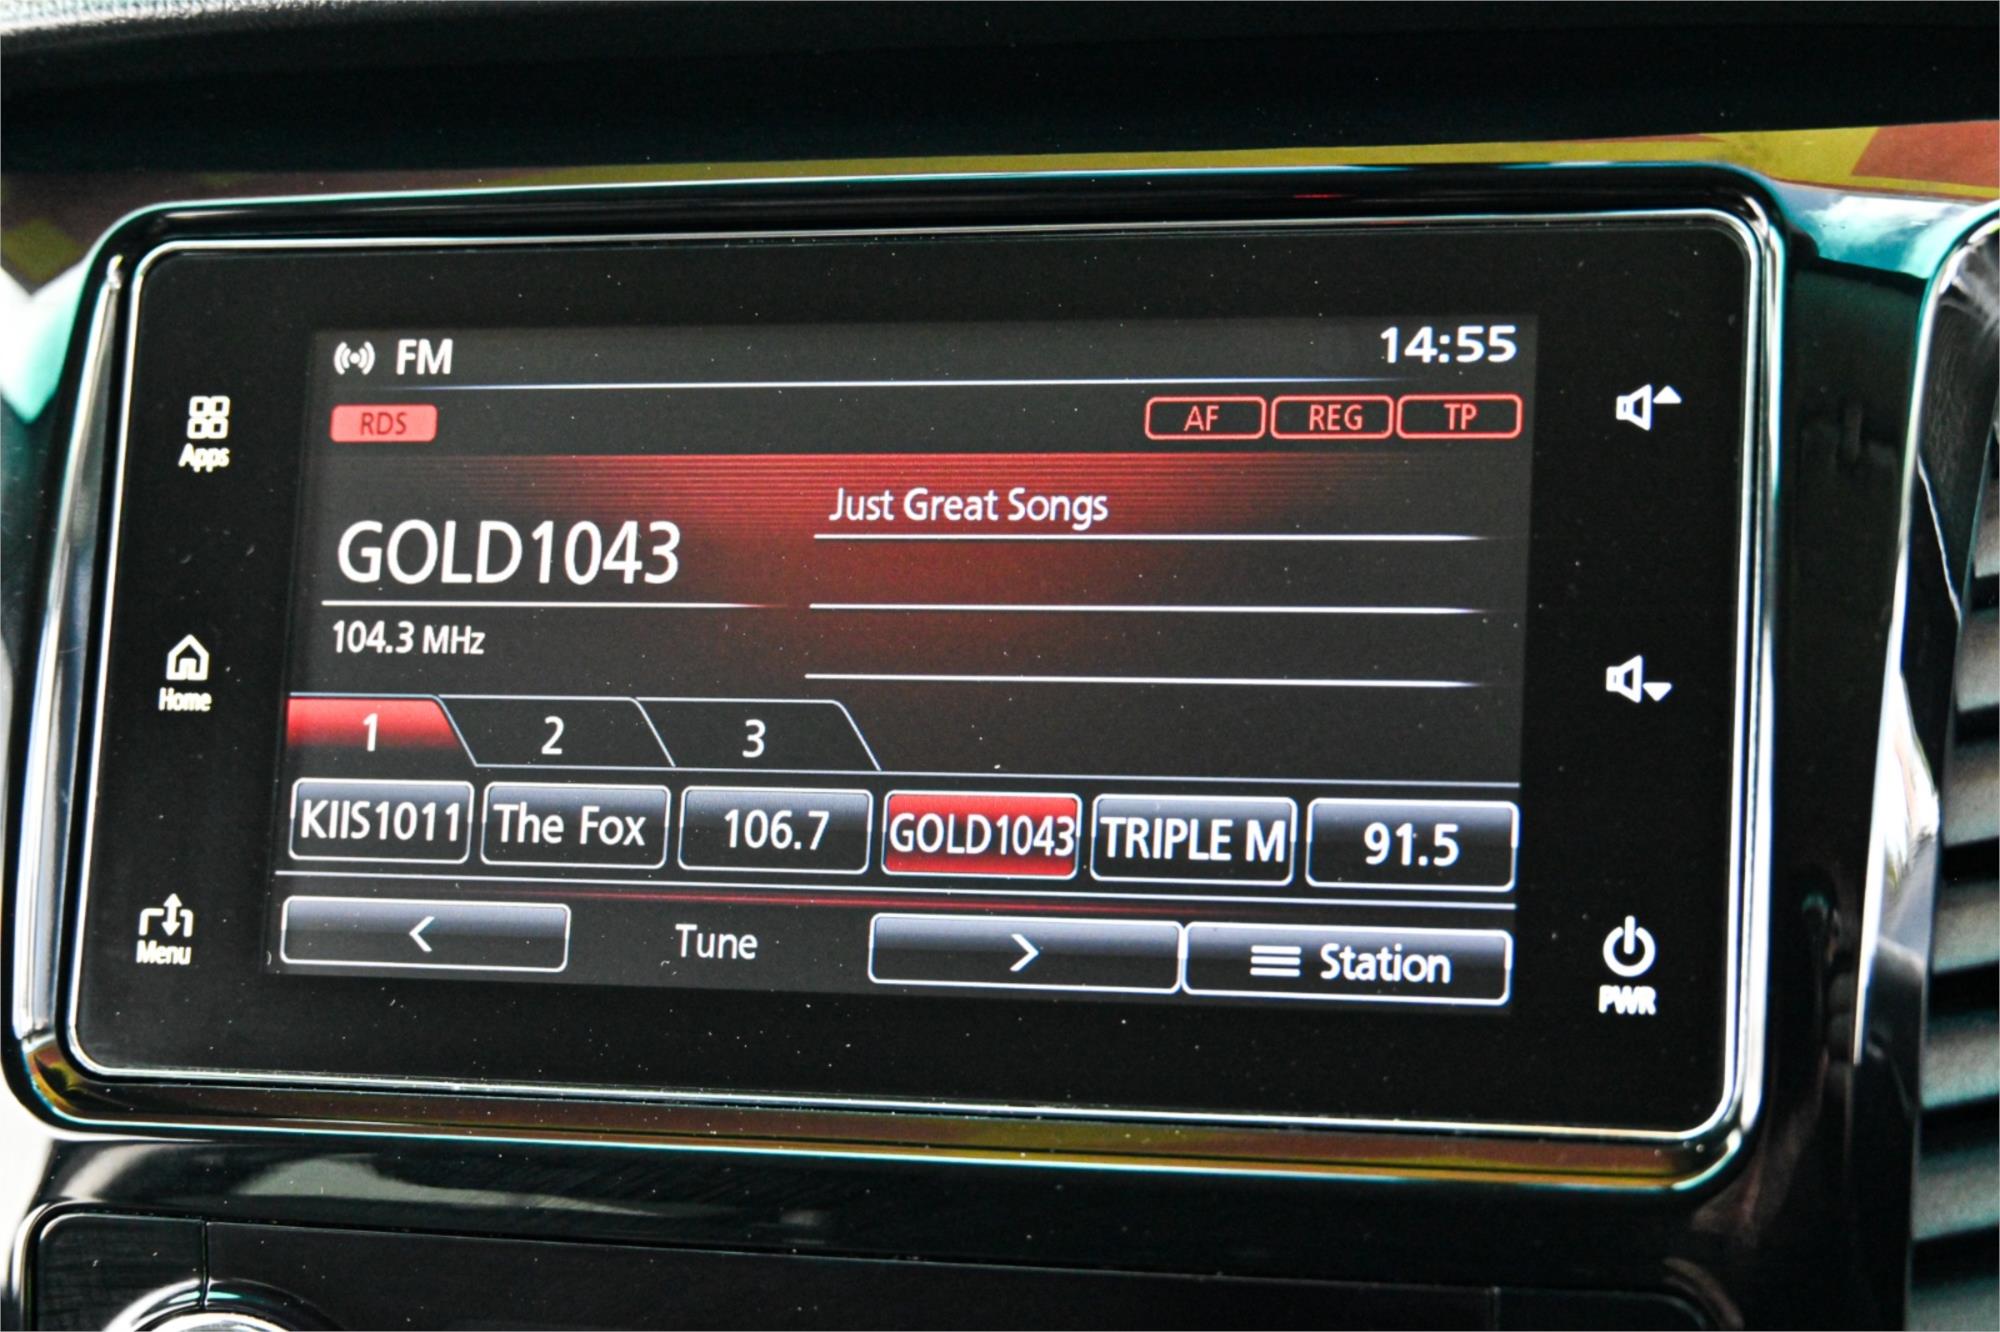 FM 14:55
RDS AF REG TP
Just Great Songs
GOLD1043
104.3 MHz
1 2 3
KIIS1011 The Fox 106.7 GOLD1043 TRIPLE M 91.5
< Tune > Station
Apps
Home
Menu
PWR